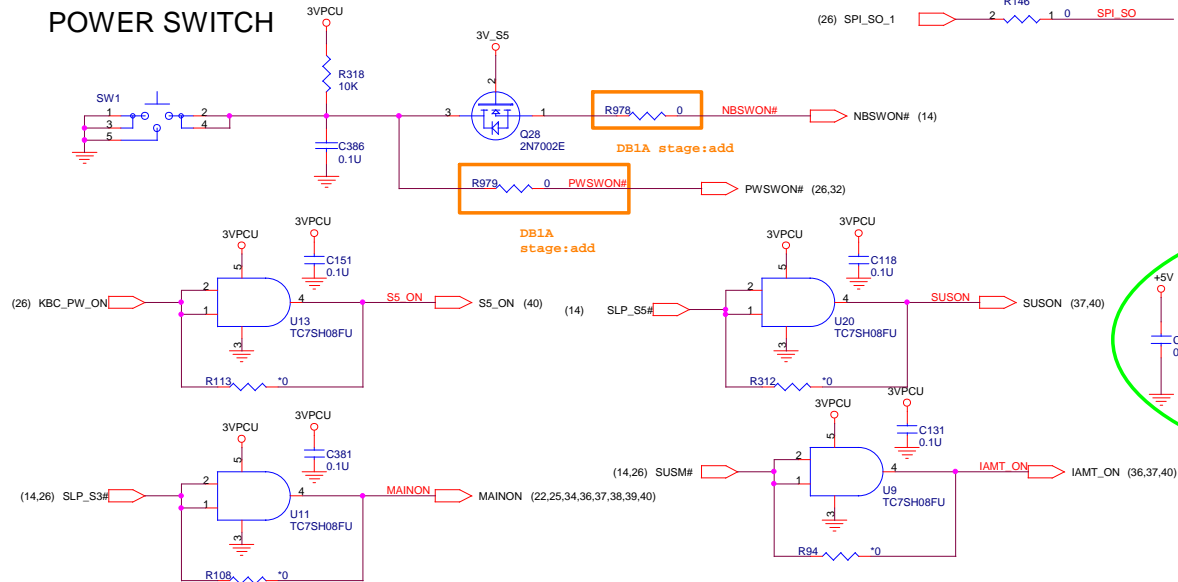 POWER SWITCH
3VPCU
R318
10K
SW1
1
3
5
2
4
C386
0.1U
3V_S5
2
3
1
Q28
2N7002E
R978 0 NBSWON#
NBSWON# (14)
DB1A stage:add
R979 0 PWSWON#
PWSWON# (26,32)
DB1A
stage:add
(26) SPI_SO_1
R146
2 1 0 SPI_SO
3VPCU
3VPCU
C151
0.1U
5
2
1
4
3
(26) KBC_PW_ON
S5_ON
S5_ON (40)
U13
TC7SH08FU
R113 *0
3VPCU
3VPCU
C118
0.1U
5
2
1
4
3
(14) SLP_S5#
SUSON
SUSON (37,40)
U20
TC7SH08FU
R312 *0
+5V
C
0
3VPCU
3VPCU
C381
0.1U
5
2
1
4
3
(14,26) SLP_S3#
MAINON
MAINON (22,25,34,36,37,38,39,40)
U11
TC7SH08FU
R108 *0
3VPCU
3VPCU
C131
0.1U
5
2
1
4
3
(14,26) SUSM#
IAMT_ON
IAMT_ON (36,37,40)
U9
TC7SH08FU
R94 *0